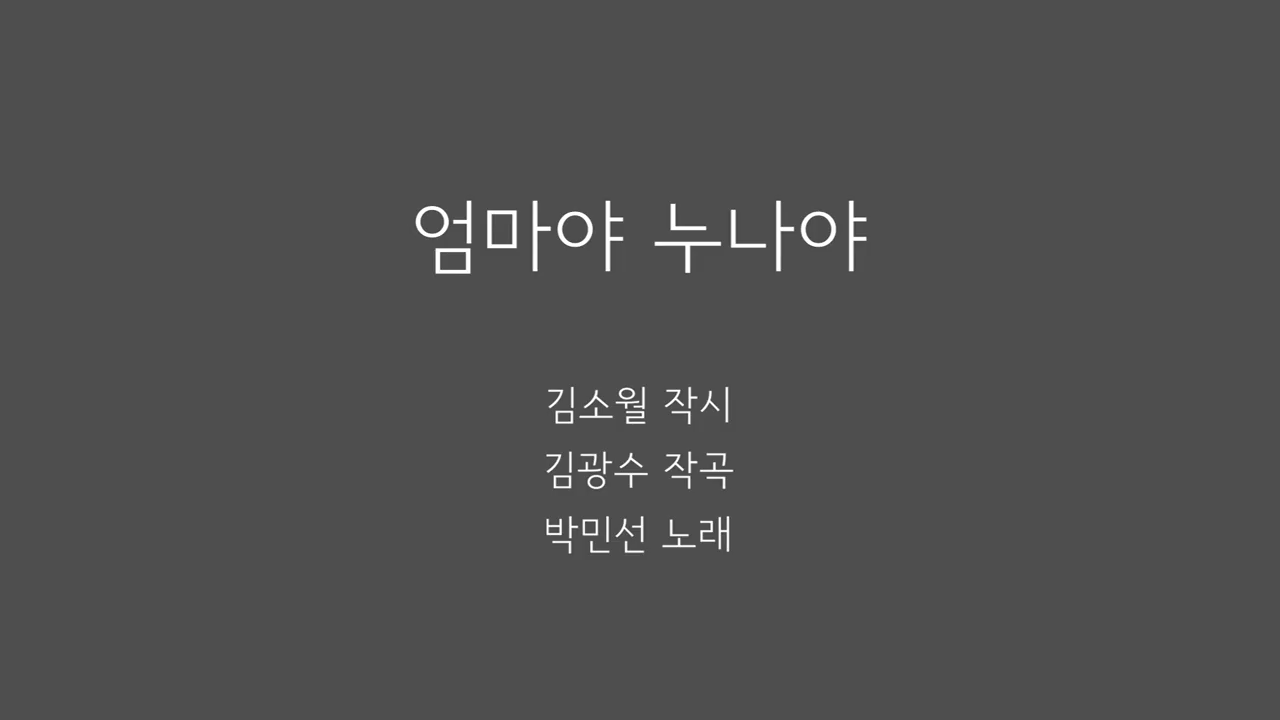 엄마야 누나야
김소월 작시
김광수 작곡
박민선 노래